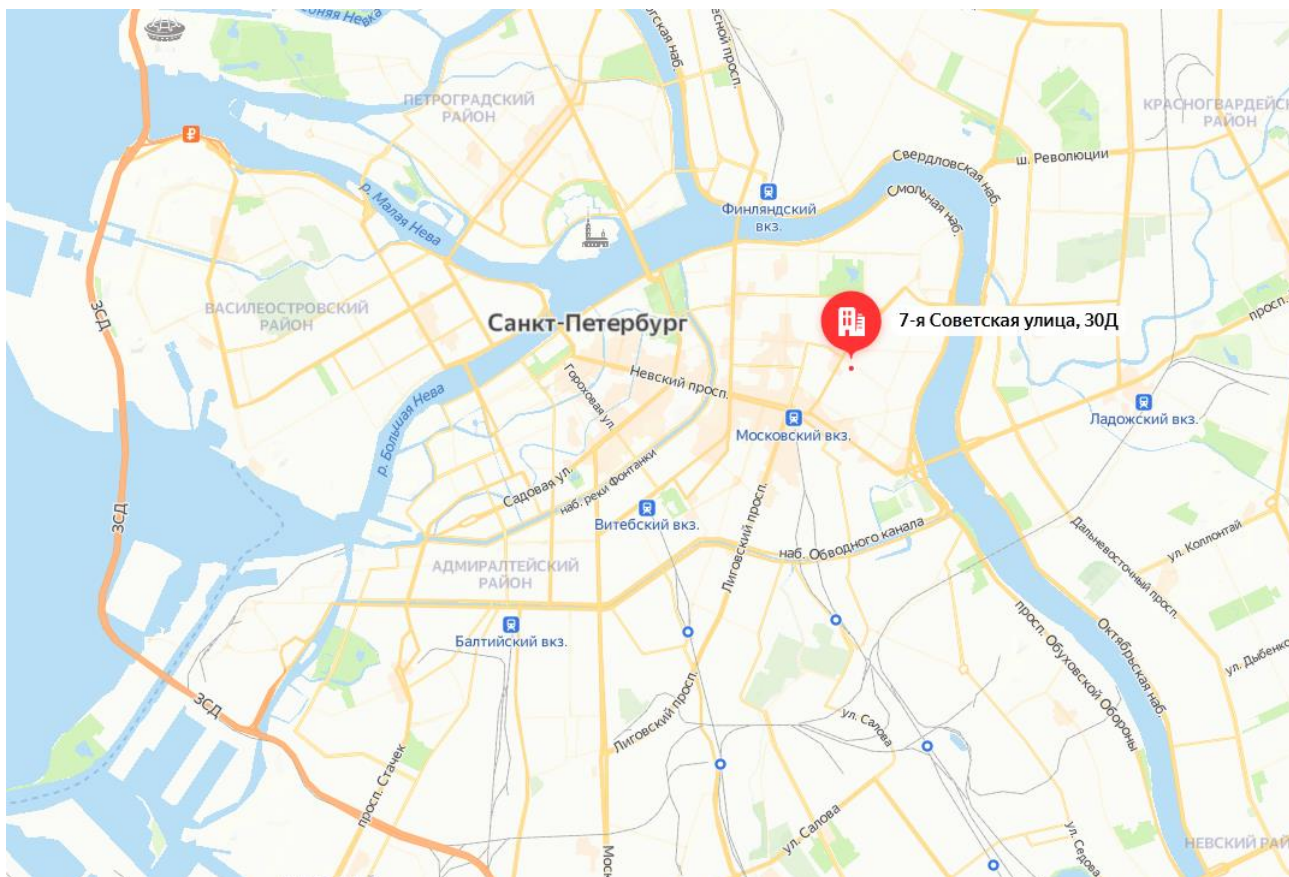 ПЕТРОГРАДСКИЙ
РАЙОН
КРАСНОГВАРДЕЙСК
РАЙОН
Свердловская наб.
ш. Революции
Смольная наб.
Финляндский
вкз.
р. Малая Нева
ВАСИЛЕОСТРОВСКИЙ
РАЙОН
ЗСД
Санкт-Петербург
7-я Советская улица, 30Д
просп.
Невский просп.
Гороховая ул.
р. Большая Нева
Московский вкз.
Ладожский вкз.
Садовая ул.
наб. реки Фонтанки
ЗСД
Витебский вкз.
наб. Обводного канала
Лиговский просп.
Дальневосточный просп.
ул. Коллонтай
АДМИРАЛТЕЙСКИЙ
РАЙОН
Балтийский вкз.
просп. Обуховской Обороны
Октябрьская наб.
ул. Дыбенко
ЗСД
Лиговский просп.
ул. Салова
просп. Стачек
ул. Салова
ул. Седова
НЕВСКИЙ РАЙ
Мос